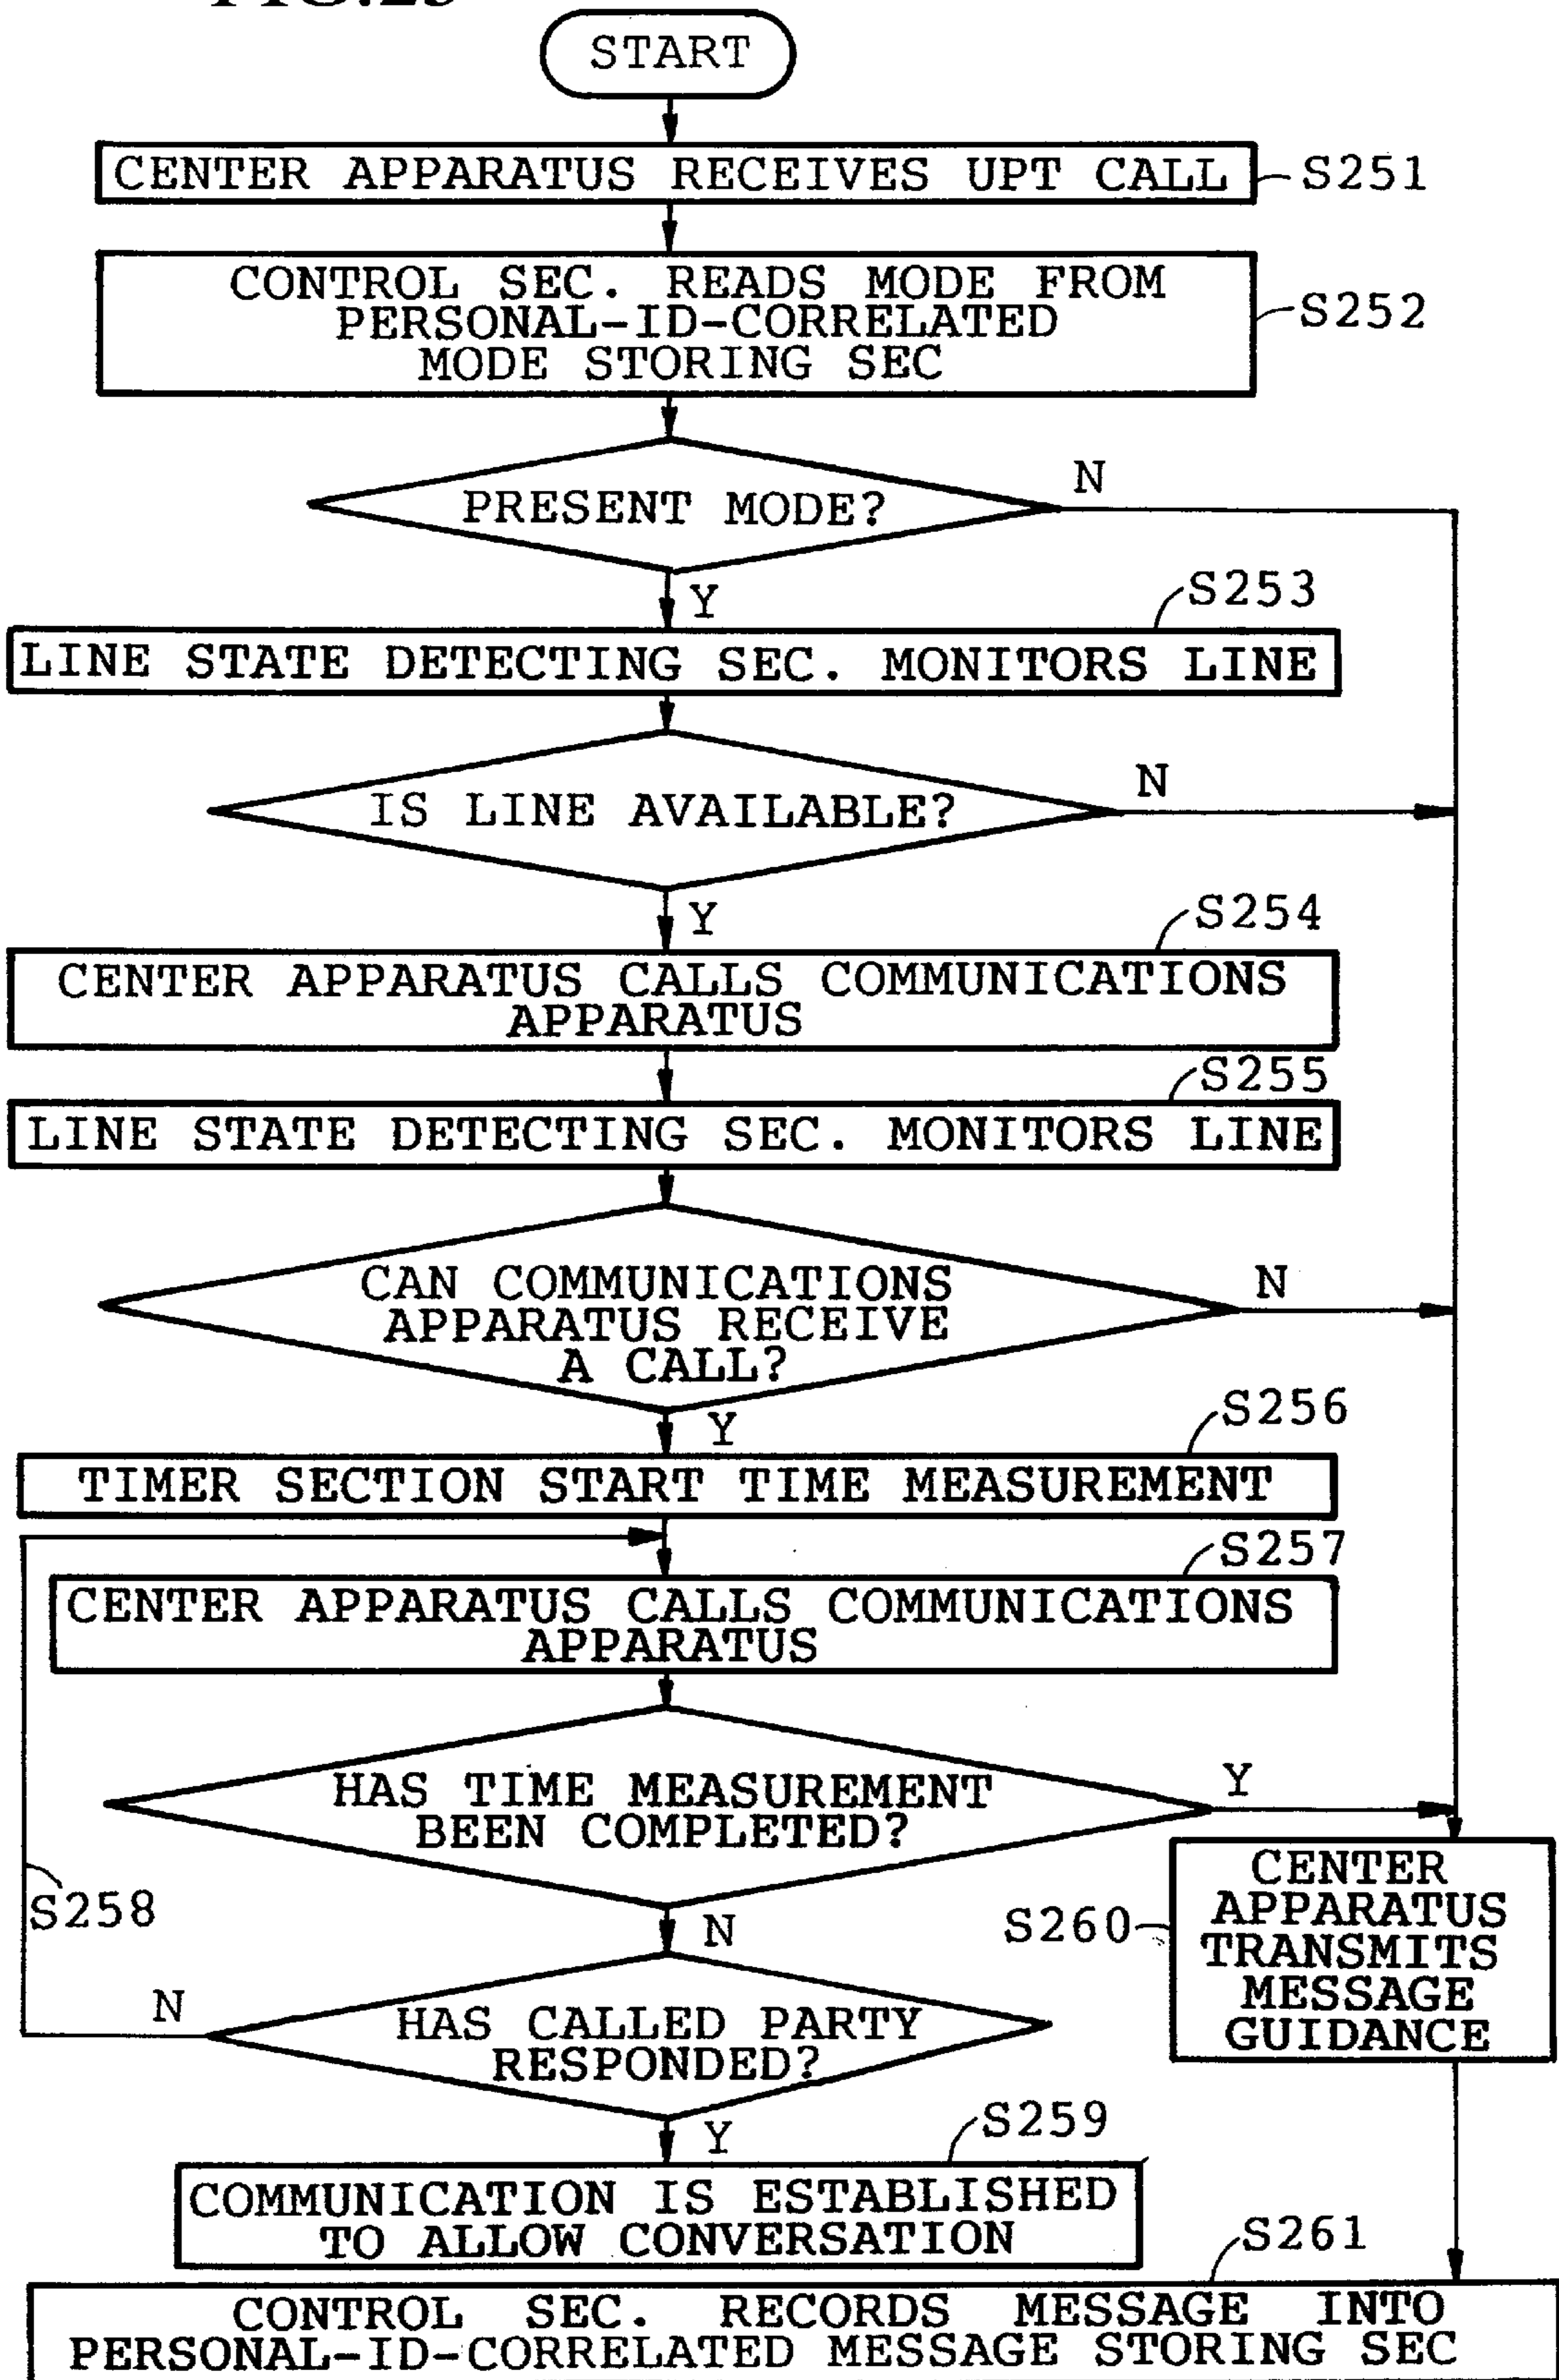 START
CENTER APPARATUS RECEIVES UPT CALL
S251
CONTROL SEC. READS MODE FROM
PERSONAL-ID-CORRELATED
MODE STORING SEC
S252
PRESENT MODE?
N
Y
S253
LINE STATE DETECTING SEC. MONITORS LINE
IS LINE AVAILABLE?
N
Y
S254
CENTER APPARATUS CALLS COMMUNICATIONS
APPARATUS
S255
LINE STATE DETECTING SEC. MONITORS LINE
CAN COMMUNICATIONS
APPARATUS RECEIVE
A CALL?
N
Y
S256
TIMER SECTION START TIME MEASUREMENT
S257
CENTER APPARATUS CALLS COMMUNICATIONS
APPARATUS
HAS TIME MEASUREMENT
BEEN COMPLETED?
Y
N
S258
S260
CENTER
APPARATUS
TRANSMITS
MESSAGE
GUIDANCE
HAS CALLED PARTY
RESPONDED?
N
Y
S259
COMMUNICATION IS ESTABLISHED
TO ALLOW CONVERSATION
S261
CONTROL SEC. RECORDS MESSAGE INTO
PERSONAL-ID-CORRELATED MESSAGE STORING SEC